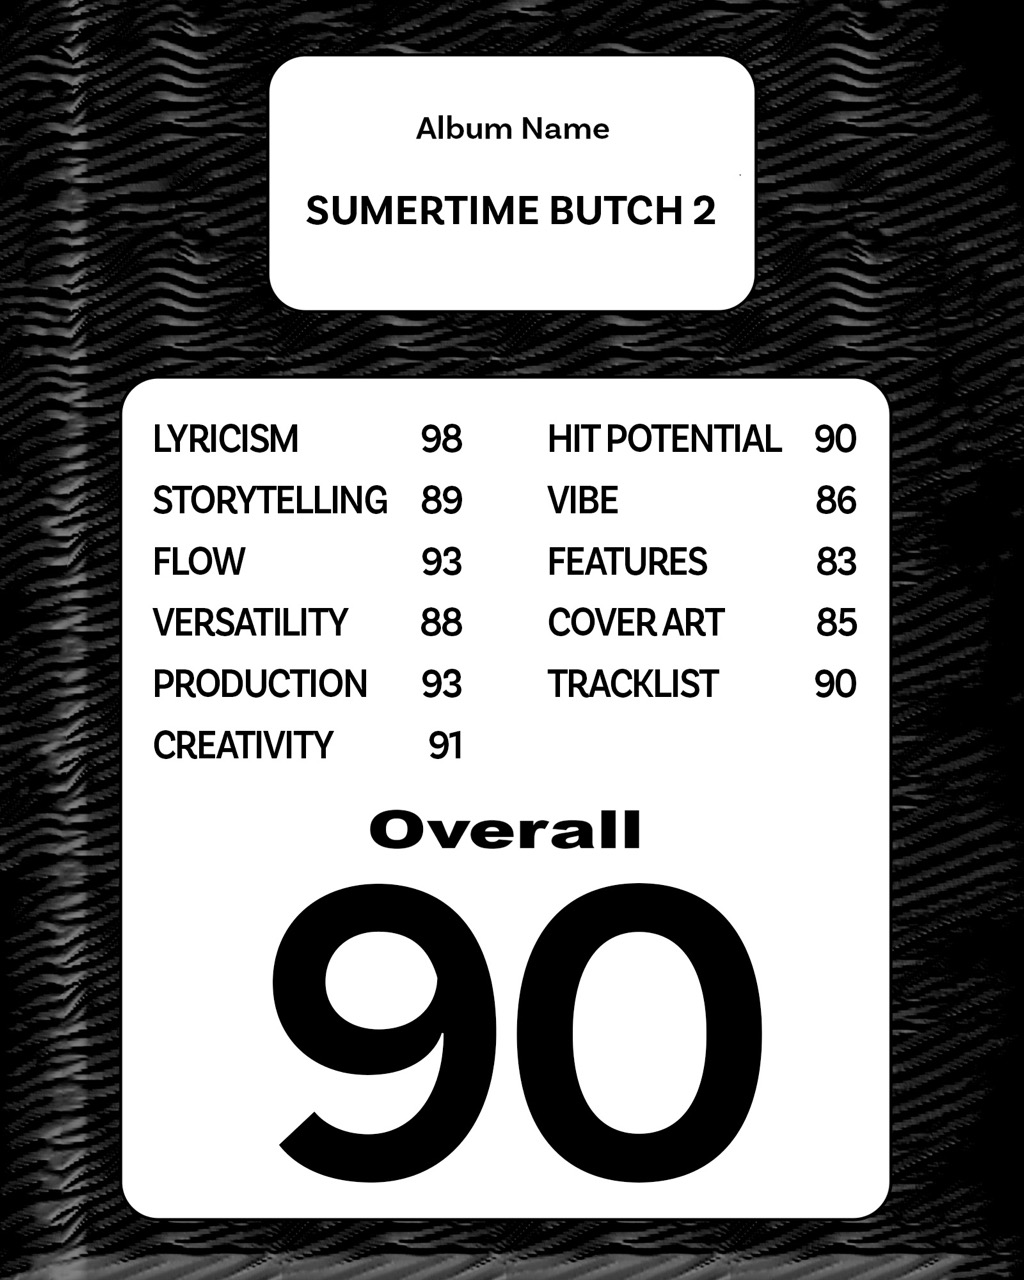 Album Name
SUMERTIME BUTCH 2
LYRICISM 98
STORYTELLING 89
FLOW 93
VERSATILITY 88
PRODUCTION 93
CREATIVITY 91
HIT POTENTIAL 90
VIBE 86
FEATURES 83
COVER ART 85
TRACKLIST 90
Overall
90